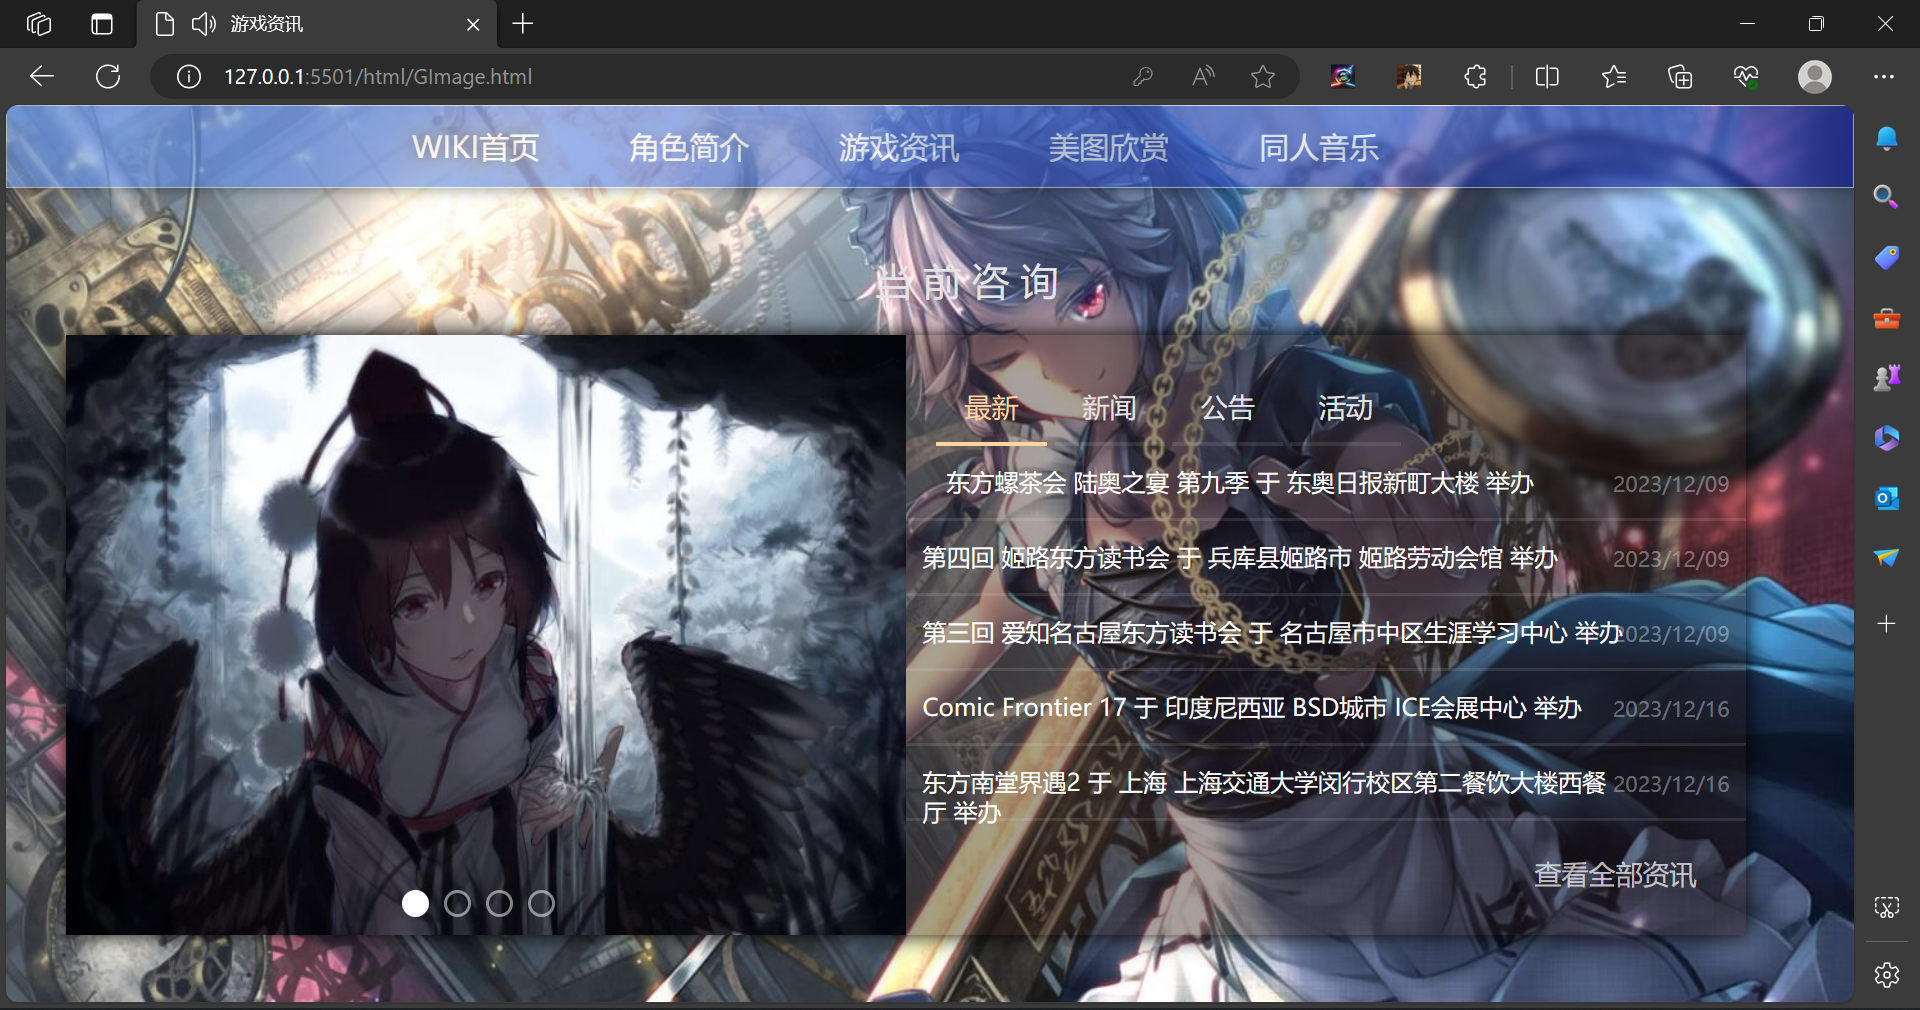 游戏资讯
127.0.0.1:5501/html/GImage.html
WIKI首页 角色简介 游戏资讯 美图欣赏 同人音乐
当前咨询
最新 新闻 公告 活动
东方螺茶会 陆奥之宴 第九季 于 东奥日报新町大楼 举办 2023/12/09
第四回 姬路东方读书会 于 兵库县姬路市 姬路劳动会馆 举办 2023/12/09
第三回 爱知名古屋东方读书会 于 名古屋市中区生涯学习中心 举办 2023/12/09
Comic Frontier 17 于 印度尼西亚 BSD城市 ICE会展中心 举办 2023/12/16
东方南堂界遇2 于 上海 上海交通大学闵行校区第二餐饮大楼西餐 2023/12/16
厅 举办
查看全部资讯